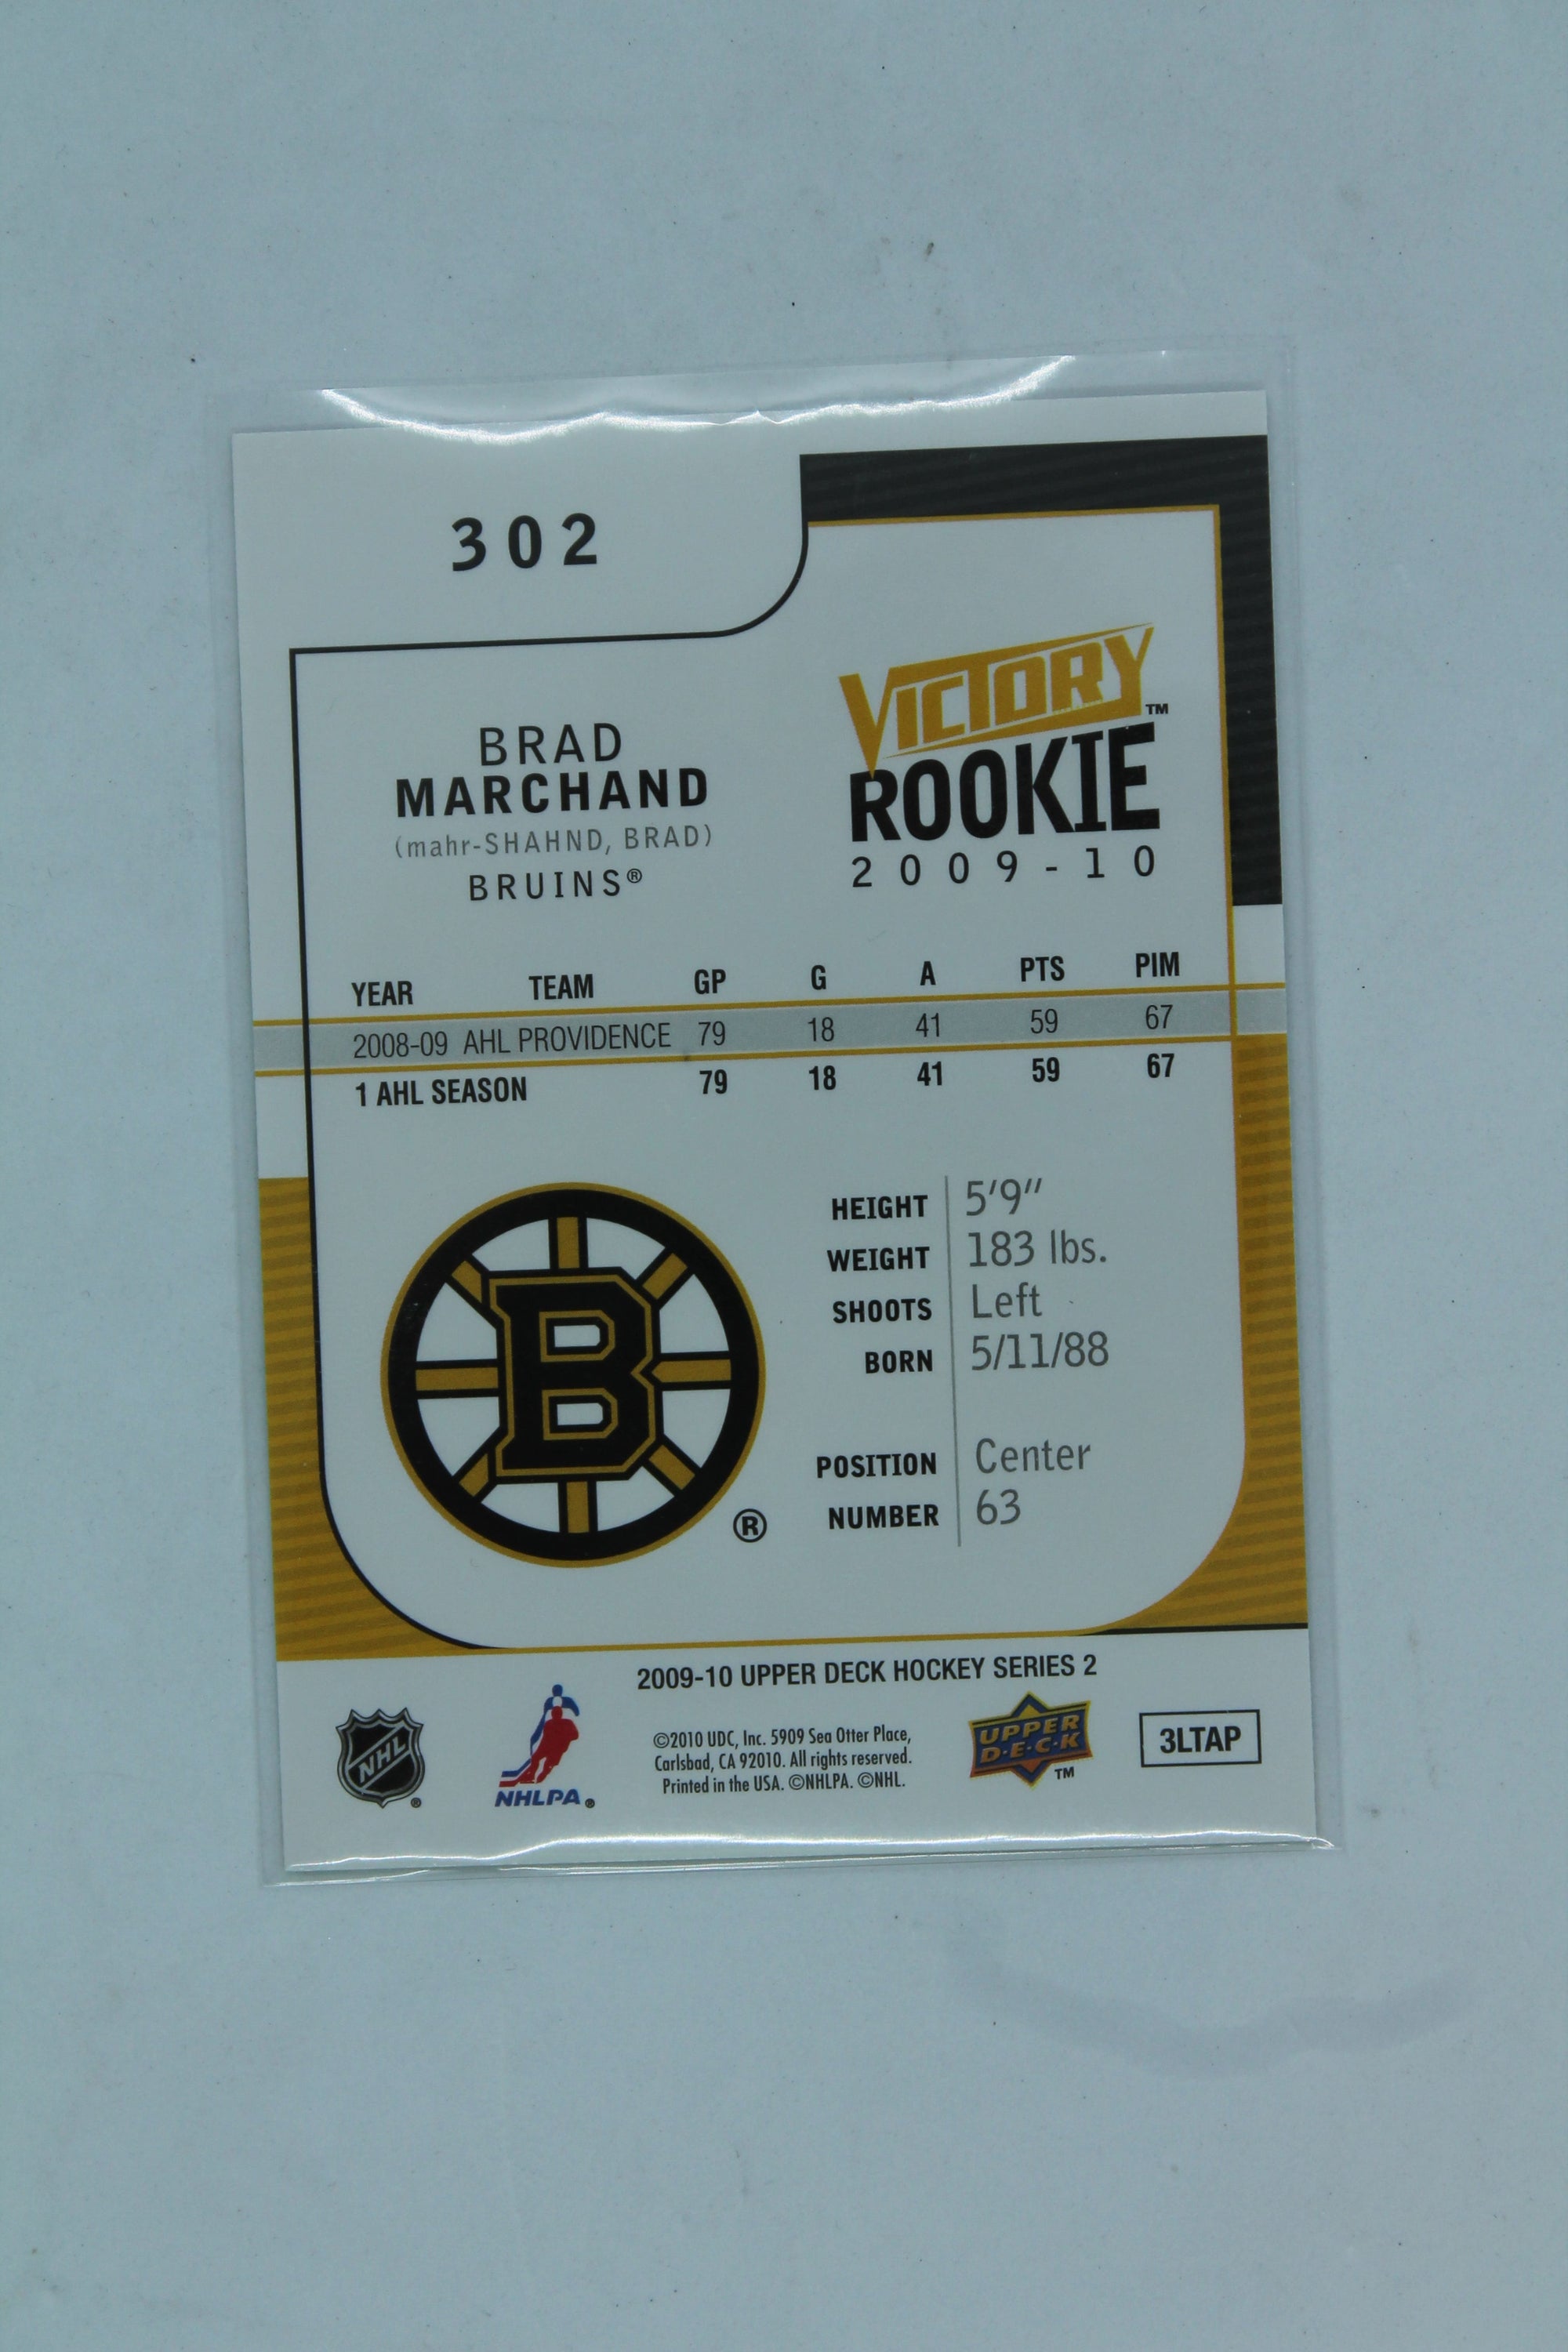 302
VICTORY™
ROOKIE
2009-10
BRAD
MARCHAND
(mahr-SHAHND, BRAD)
BRUINS®
YEAR TEAM GP G A PTS PIM
2008-09 AHL PROVIDENCE 79 18 41 59 67
1 AHL SEASON 79 18 41 59 67
B
®
HEIGHT 5'9"
WEIGHT 183 lbs.
SHOOTS Left
BORN 5/11/88
POSITION Center
NUMBER 63
2009-10 UPPER DECK HOCKEY SERIES 2
NHL®
NHLPA®
©2010 UDC, Inc. 5909 Sea Otter Place,
Carlsbad, CA 92010. All rights reserved.
Printed in the USA. ©NHLPA. ©NHL.
UPPER
D·E·C·K
™
3LTAP